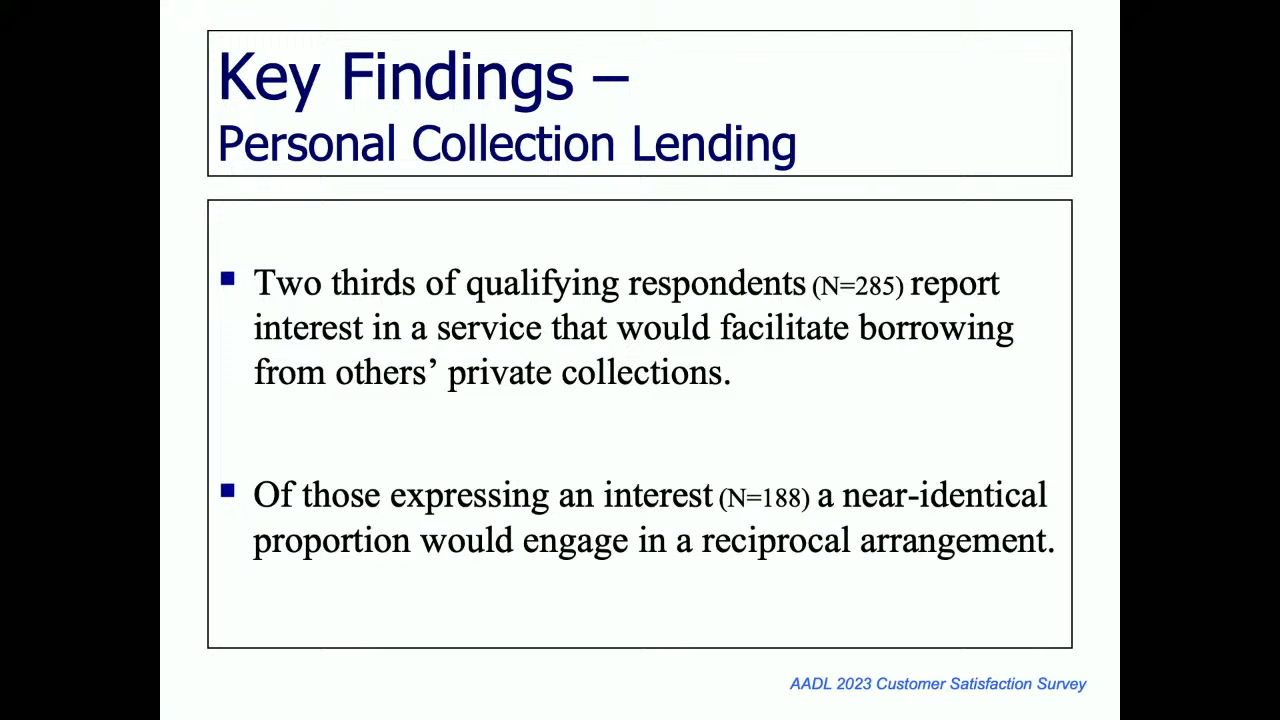 Key Findings –
Personal Collection Lending
Two thirds of qualifying respondents (N=285) report
interest in a service that would facilitate borrowing
from others’ private collections.
Of those expressing an interest (N=188) a near-identical
proportion would engage in a reciprocal arrangement.
AADL 2023 Customer Satisfaction Survey